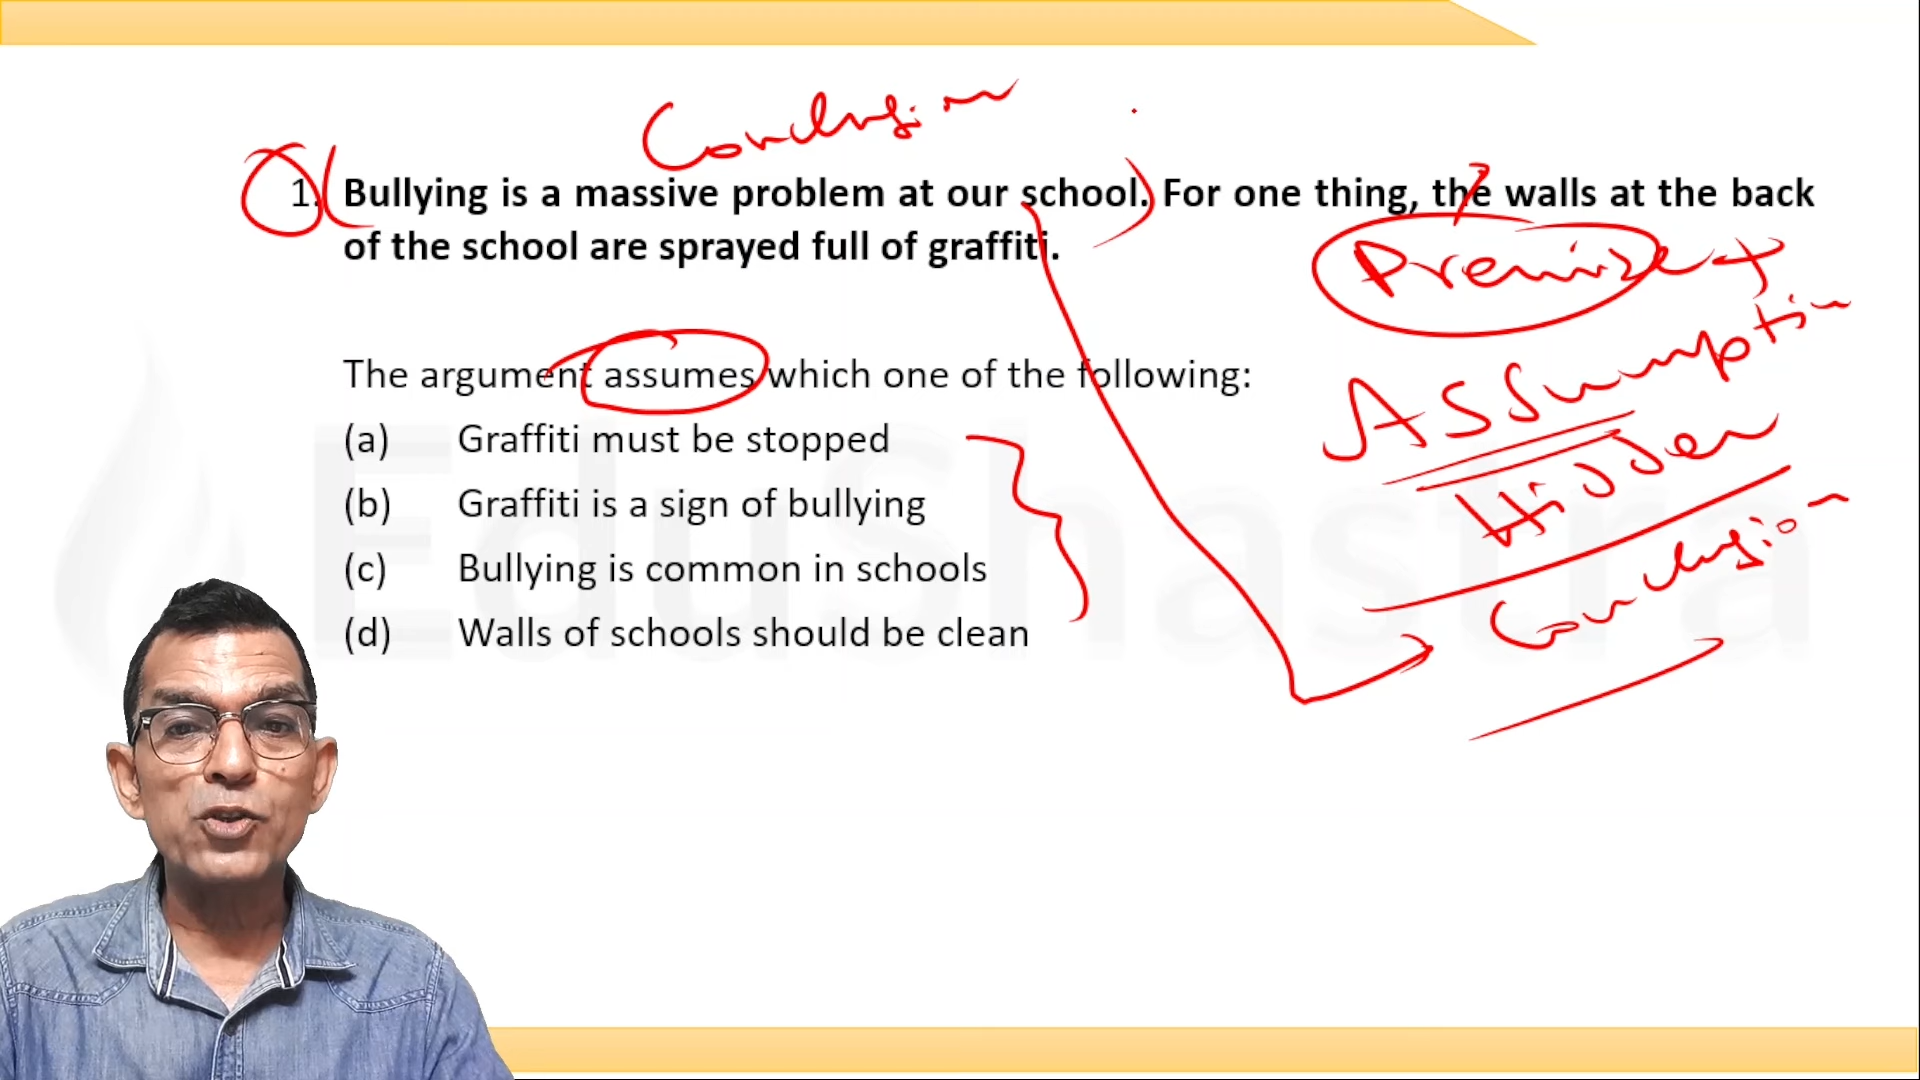 Conclusion
1. Bullying is a massive problem at our school. For one thing, the walls at the back
of the school are sprayed full of graffiti.
Premise +
Assumption
Hidden
Conclusion
The argument assumes which one of the following:
(a) Graffiti must be stopped
(b) Graffiti is a sign of bullying
(c) Bullying is common in schools
(d) Walls of schools should be clean
EduShastra